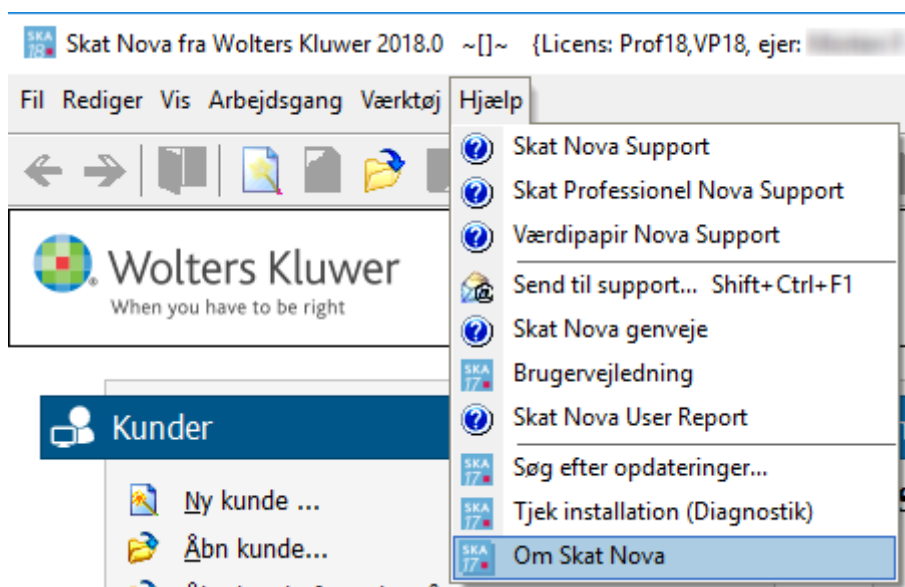 Skat Nova fra Wolters Kluwer 2018.0 ~[]~ {Licens: Prof18,VP18, ejer:
Fil Rediger Vis Arbejdsgang Værktøj Hjælp
Skat Nova Support
Skat Professionel Nova Support
Værdipapir Nova Support
Send til support... Shift+Ctrl+F1
Skat Nova genveje
Brugervejledning
Skat Nova User Report
Søg efter opdateringer...
Tjek installation (Diagnostik)
Om Skat Nova
Wolters Kluwer
When you have to be right
Kunder
Ny kunde ...
Åbn kunde...